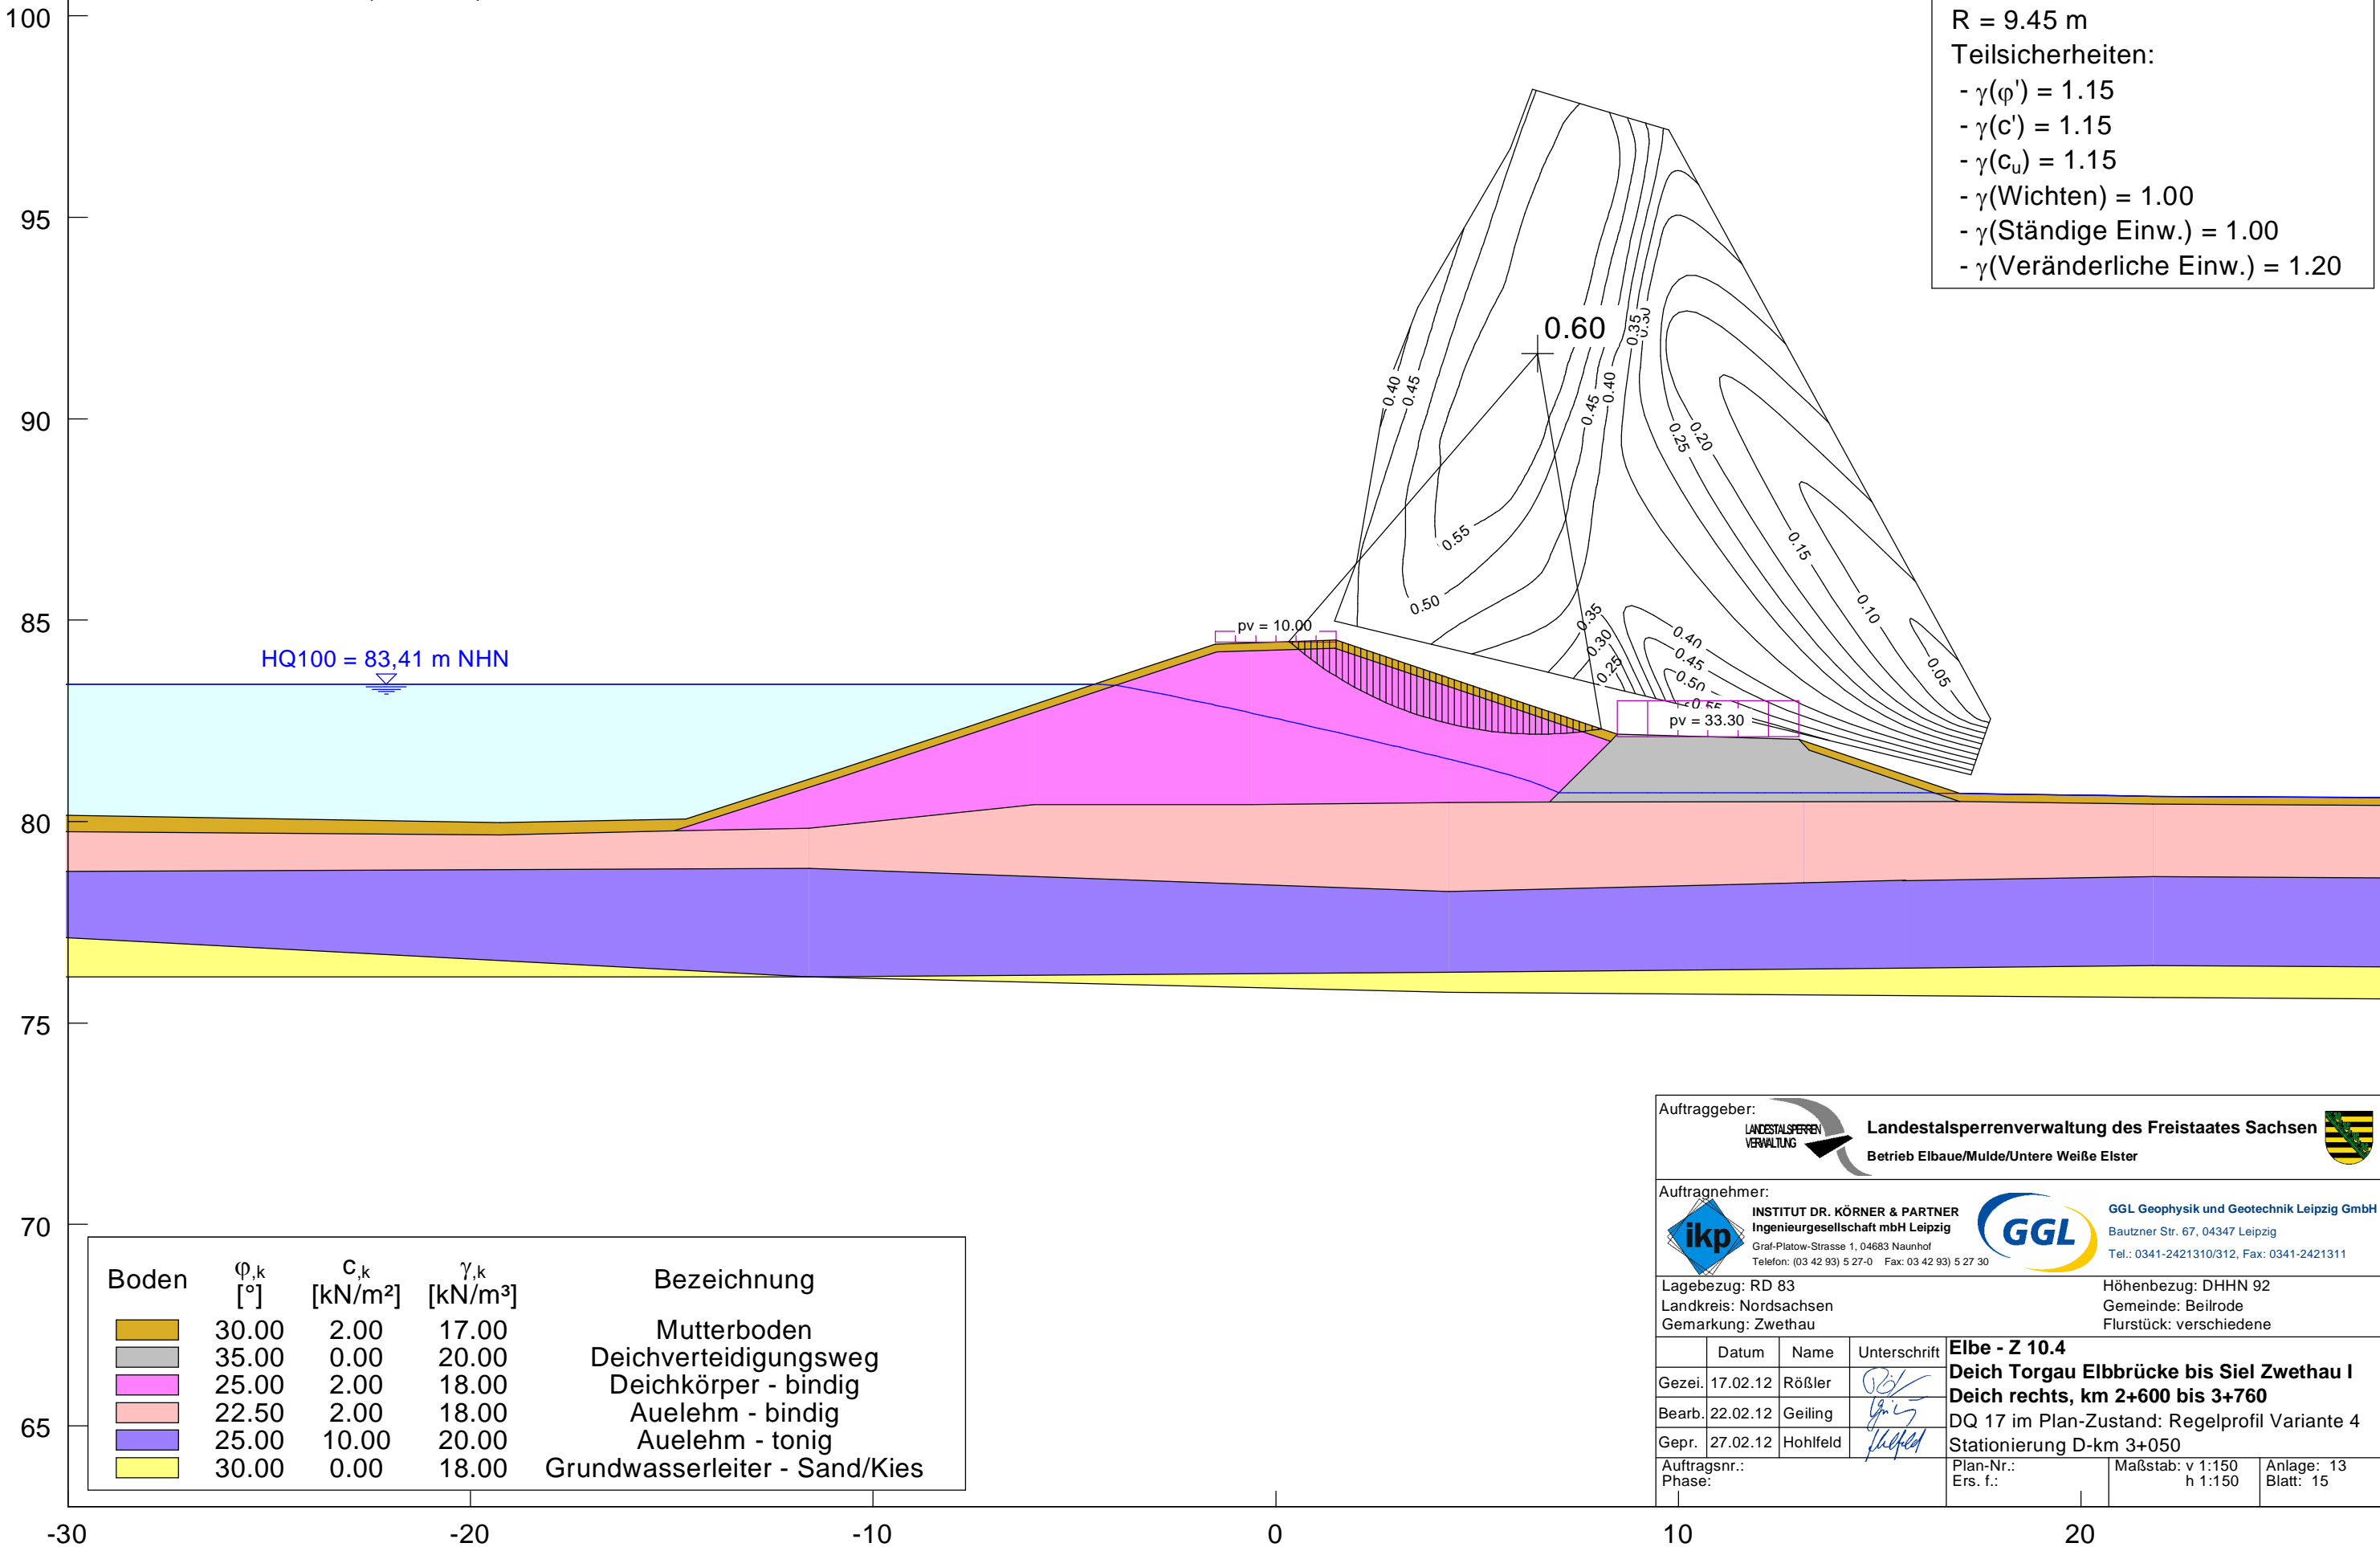 100
95
90
85
80
75
70
65
-30
-20
-10
0
10
20
R = 9.45 m
Teilsicherheiten:
- γ(φ') = 1.15
- γ(c') = 1.15
- γ(cu) = 1.15
- γ(Wichten) = 1.00
- γ(Ständige Einw.) = 1.00
- γ(Veränderliche Einw.) = 1.20
0.60
0.35
0.30
0.40
0.45
0.45
0.40
0.25
0.20
0.55
0.50
0.15
0.10
0.05
0.35
0.30
0.25
0.40
0.45
0.50
0.55
pv = 10.00
pv = 33.30
HQ100 = 83,41 m NHN
Boden φ,k [°] c,k [kN/m²] γ,k [kN/m³] Bezeichnung
30.00 2.00 17.00 Mutterboden
35.00 0.00 20.00 Deichverteidigungsweg
25.00 2.00 18.00 Deichkörper - bindig
22.50 2.00 18.00 Auelehm - bindig
25.00 10.00 20.00 Auelehm - tonig
30.00 0.00 18.00 Grundwasserleiter - Sand/Kies
Auftraggeber:
LANDESTALSPERREN
VERWALTUNG
Landestalsperrenverwaltung des Freistaates Sachsen
Betrieb Elbaue/Mulde/Untere Weiße Elster
Auftragnehmer:
ikp
INSTITUT DR. KÖRNER & PARTNER
Ingenieurgesellschaft mbH Leipzig
Graf-Platow-Strasse 1, 04683 Naunhof
Telefon: (03 42 93) 5 27-0 Fax: 03 42 93) 5 27 30
GGL
GGL Geophysik und Geotechnik Leipzig GmbH
Bautzner Str. 67, 04347 Leipzig
Tel.: 0341-2421310/312, Fax: 0341-2421311
Lagebezug: RD 83 Höhenbezug: DHHN 92
Landkreis: Nordsachsen Gemeinde: Beilrode
Gemarkung: Zwethau Flurstück: verschiedene
Datum Name Unterschrift
Gezei. 17.02.12 Rößler
Bearb. 22.02.12 Geiling
Gepr. 27.02.12 Hohlfeld
Elbe - Z 10.4
Deich Torgau Elbbrücke bis Siel Zwethau I
Deich rechts, km 2+600 bis 3+760
DQ 17 im Plan-Zustand: Regelprofil Variante 4
Stationierung D-km 3+050
Auftragsnr.:
Phase:
Plan-Nr.:
Ers. f.:
Maßstab: v 1:150
h 1:150
Anlage: 13
Blatt: 15